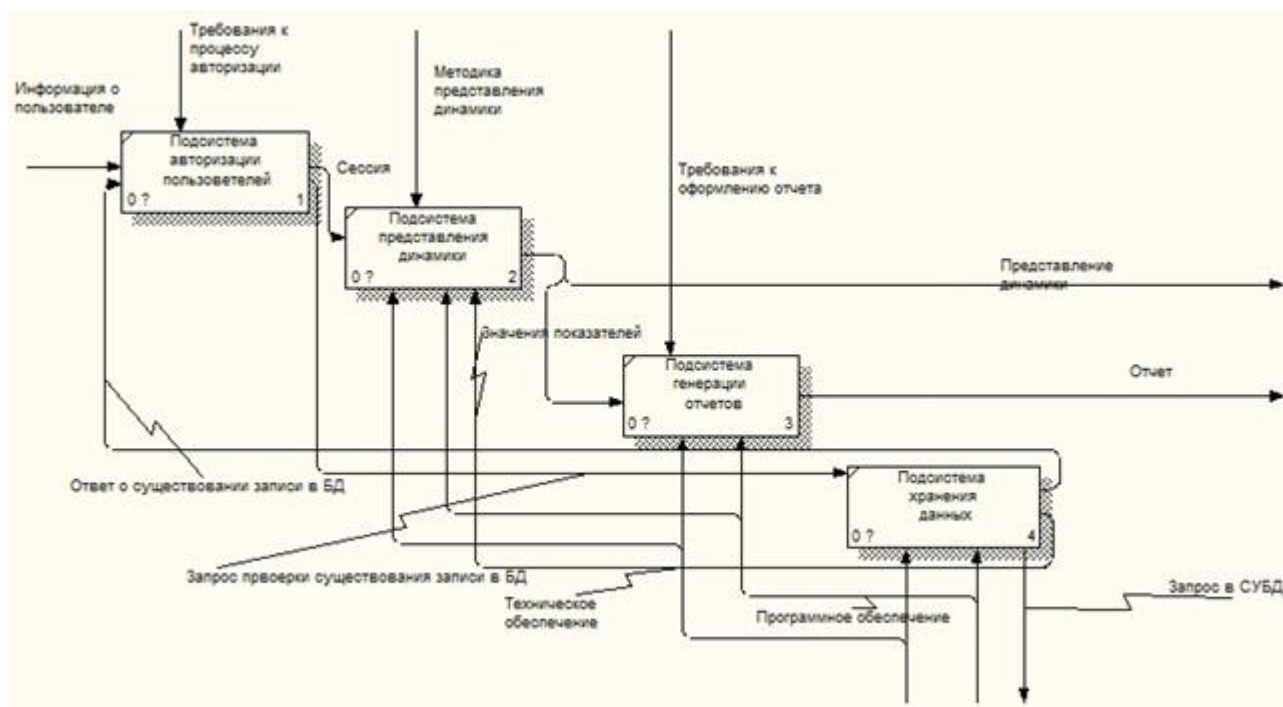 Требования к
процессу
авторизации
Информация о
пользователе
Методика
представления
динамики
Подсистема
авторизации
пользоветелей
0 ?
1
Сессия
Требования к
оформлению отчета
Подсистема
представления
динамики
0 ?
2
Представление
динамики
Значения показателей
Подсистема
генерации
отчетов
0 ?
3
Отчет
Ответ о существовании записи в БД
Подсистема
хранения
данных
0 ?
4
Запрос првоерки существования записи в БД
Техническое
обеспечение
Программное обеспечение
Запрос в СУБД